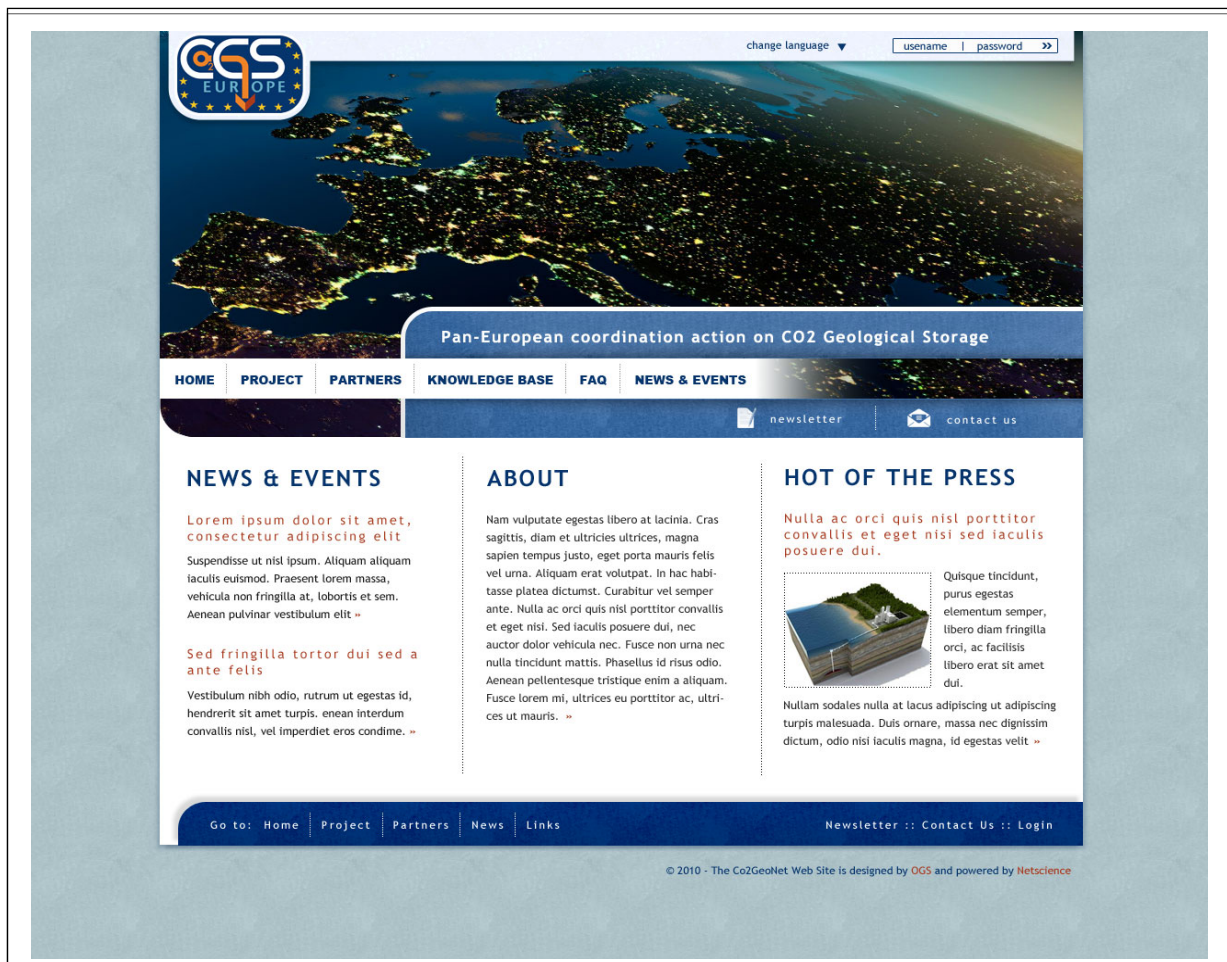 CO2GS
EUROPE
change language ▼
usename | password »
Pan-European coordination action on CO2 Geological Storage
HOME PROJECT PARTNERS KNOWLEDGE BASE FAQ NEWS & EVENTS
newsletter contact us
NEWS & EVENTS
Lorem ipsum dolor sit amet,
consectetur adipiscing elit
Suspendisse ut nisl ipsum. Aliquam aliquam
iaculis euismod. Praesent lorem massa,
vehicula non fringilla at, lobortis et sem.
Aenean pulvinar vestibulum elit »
Sed fringilla tortor dui sed a
ante felis
Vestibulum nibh odio, rutrum ut egestas id,
hendrerit sit amet turpis. enean interdum
convallis nisl, vel imperdiet eros condime. »
ABOUT
Nam vulputate egestas libero at lacinia. Cras
sagittis, diam et ultricies ultrices, magna
sapien tempus justo, eget porta mauris felis
vel urna. Aliquam erat volutpat. In hac habi-
tasse platea dictumst. Curabitur vel semper
ante. Nulla ac orci quis nisl porttitor convallis
et eget nisi. Sed iaculis posuere dui, nec
auctor dolor vehicula nec. Fusce non urna nec
nulla tincidunt mattis. Phasellus id risus odio.
Aenean pellentesque tristique enim a aliquam.
Fusce lorem mi, ultrices eu porttitor ac, ultri-
ces ut mauris. »
HOT OF THE PRESS
Nulla ac orci quis nisl porttitor
convallis et eget nisi sed iaculis
posuere dui.
Quisque tincidunt,
purus egestas
elementum semper,
libero diam fringilla
orci, ac facilisis
libero erat sit amet
dui.
Nullam sodales nulla at lacus adipiscing ut adipiscing
turpis malesuada. Duis ornare, massa nec dignissim
dictum, odio nisi iaculis magna, id egestas velit »
Go to: Home Project Partners News Links
Newsletter :: Contact Us :: Login
© 2010 - The Co2GeoNet Web Site is designed by OGS and powered by Netscience